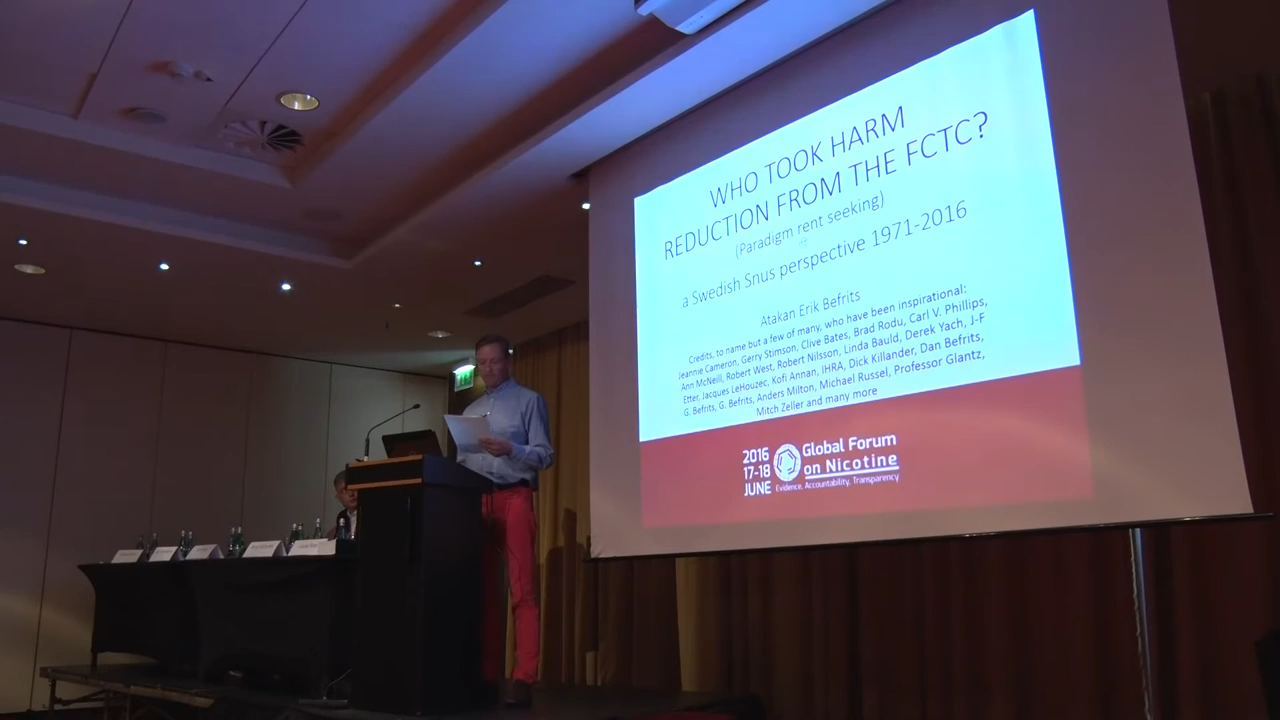 WHO TOOK HARM
REDUCTION FROM THE FCTC?
(Paradigm rent seeking)
a Swedish Snus perspective 1971-2016
Atakan Erik Befrits
Credits, to name but a few of many, who have been inspirational:
Jeannie Cameron, Gerry Stimson, Clive Bates, Brad Rodu, Carl V. Phillips,
Ann McNeill, Robert West, Robert Nilsson, Linda Bauld, Derek Yach, J-F
Etter, Jacques LeHouzec, Kofi Annan, IHRA, Dick Killander, Dan Befrits,
G. Befrits, G. Befrits, Anders Milton, Michael Russel, Professor Glantz,
Mitch Zeller and many more
2016
17-18
JUNE
Global Forum
on Nicotine
Evidence, Accountability, Transparency